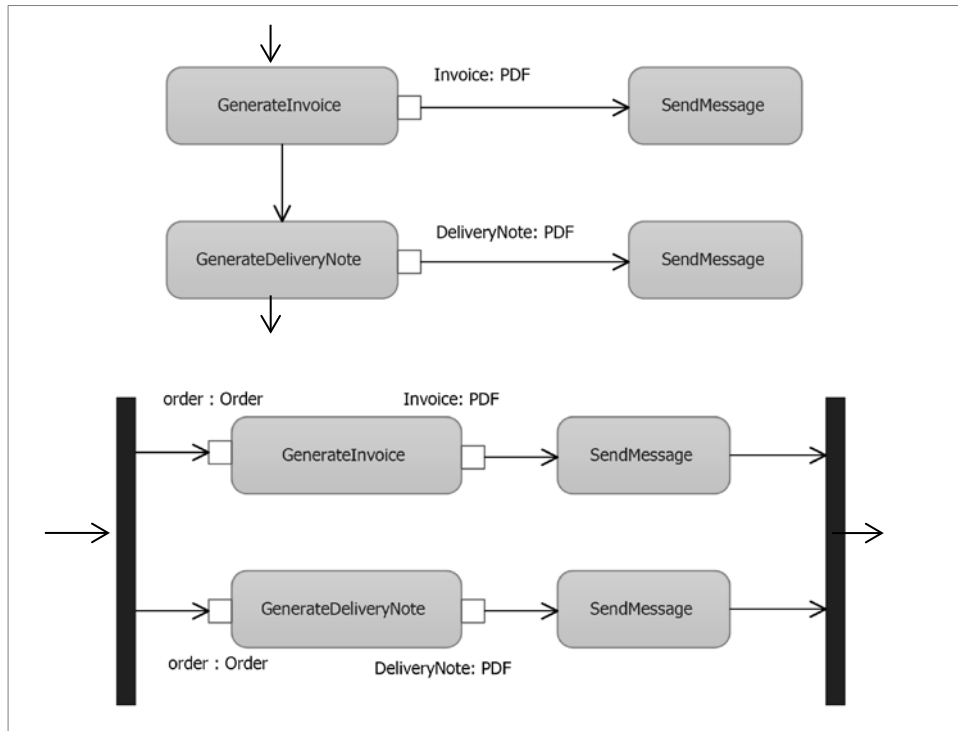 Invoice: PDF
GenerateInvoice
SendMessage
DeliveryNote: PDF
GenerateDeliveryNote
SendMessage
order : Order
Invoice: PDF
GenerateInvoice
SendMessage
GenerateDeliveryNote
SendMessage
order : Order
DeliveryNote: PDF